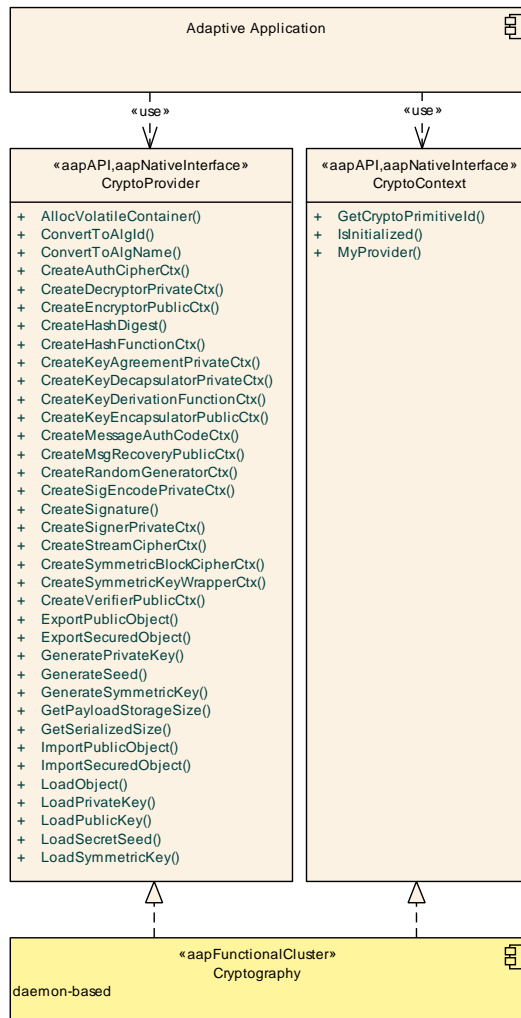 Adaptive Application
«use»
«use»
«aapAPI,aapNativeInterface»
CryptoProvider
+ AllocVolatileContainer()
+ ConvertToAlgId()
+ ConvertToAlgName()
+ CreateAuthCipherCtx()
+ CreateDecryptorPrivateCtx()
+ CreateEncryptorPublicCtx()
+ CreateHashDigest()
+ CreateHashFunctionCtx()
+ CreateKeyAgreementPrivateCtx()
+ CreateKeyDecapsulatorPrivateCtx()
+ CreateKeyDerivationFunctionCtx()
+ CreateKeyEncapsulatorPublicCtx()
+ CreateMessageAuthCodeCtx()
+ CreateMsgRecoveryPublicCtx()
+ CreateRandomGeneratorCtx()
+ CreateSigEncodePrivateCtx()
+ CreateSignature()
+ CreateSignerPrivateCtx()
+ CreateStreamCipherCtx()
+ CreateSymmetricBlockCipherCtx()
+ CreateSymmetricKeyWrapperCtx()
+ CreateVerifierPublicCtx()
+ ExportPublicObject()
+ ExportSecuredObject()
+ GeneratePrivateKey()
+ GenerateSeed()
+ GenerateSymmetricKey()
+ GetPayloadStorageSize()
+ GetSerializedSize()
+ ImportPublicObject()
+ ImportSecuredObject()
+ LoadObject()
+ LoadPrivateKey()
+ LoadPublicKey()
+ LoadSecretSeed()
+ LoadSymmetricKey()
«aapAPI,aapNativeInterface»
CryptoContext
+ GetCryptoPrimitiveId()
+ IsInitialized()
+ MyProvider()
«aapFunctionalCluster»
Cryptography
daemon-based